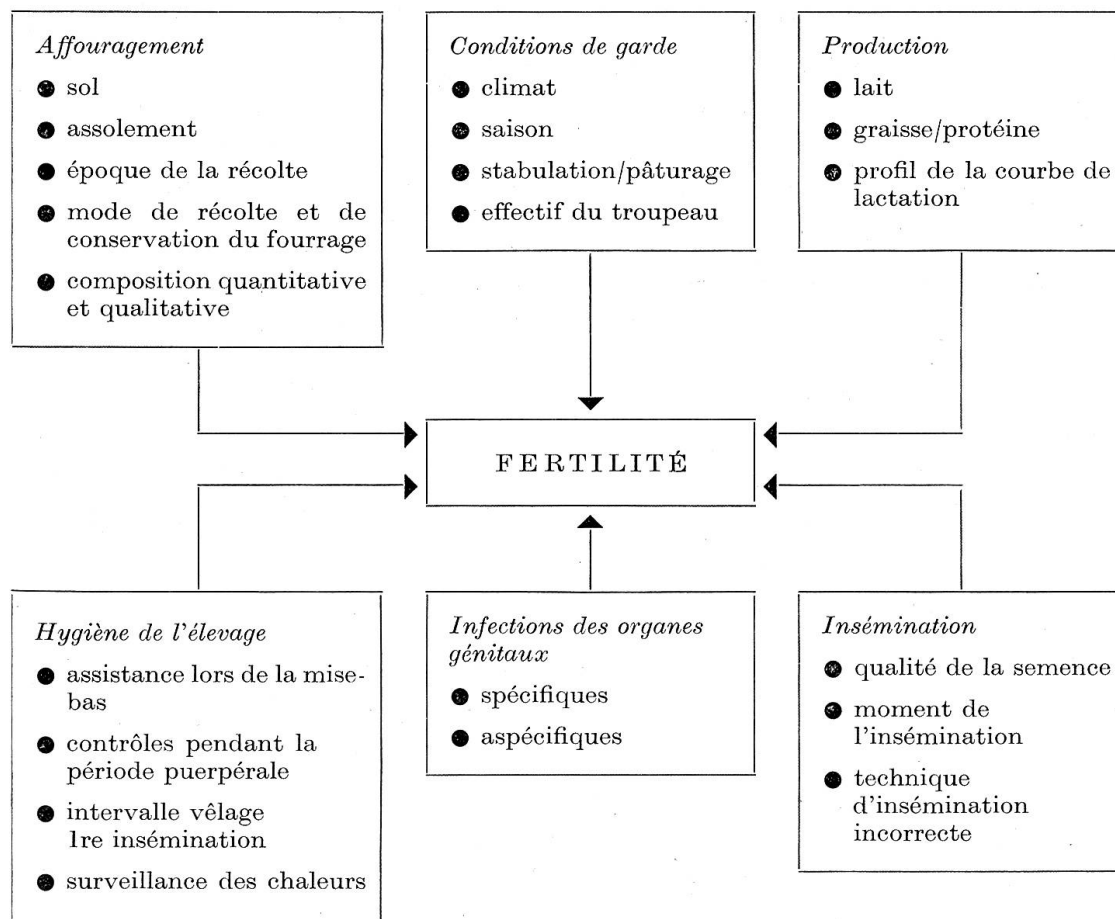 Affouragement
● sol
● assolement
● époque de la récolte
● mode de récolte et de
conservation du fourrage
● composition quantitative
et qualitative
Conditions de garde
● climat
● saison
● stabulation/pâturage
● effectif du troupeau
Production
● lait
● graisse/protéine
● profil de la courbe de
lactation
FERTILITÉ
Hygiène de l'élevage
● assistance lors de la mise-
bas
● contrôles pendant la
période puerpérale
● intervalle vêlage
1re insémination
● surveillance des chaleurs
Infections des organes
génitaux
● spécifiques
● aspécifiques
Insémination
● qualité de la semence
● moment de
l'insémination
● technique
d'insémination
incorrecte